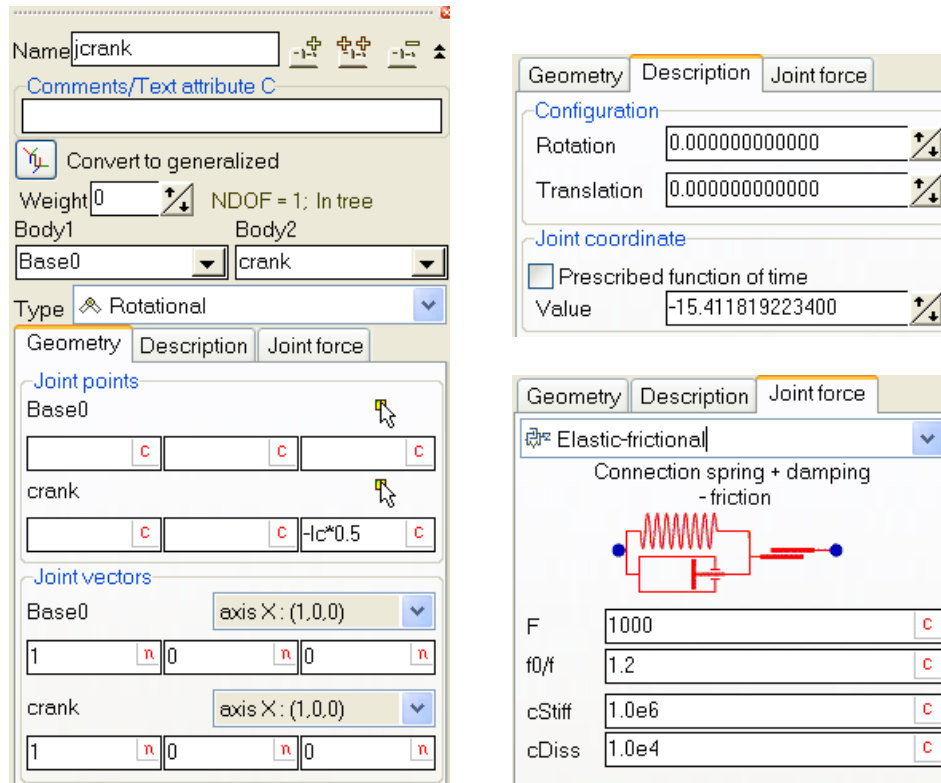 Name jcrank
Comments/Text attribute C
Convert to generalized
Weight 0 NDOF = 1; In tree
Body1 Body2
Base0 crank
Type Rotational
Geometry Description Joint force
Joint points
Base0
C C C
crank
C C -lc*0.5 C
Joint vectors
Base0 axis X : (1,0,0)
1 n 0 n 0 n
crank axis X : (1,0,0)
1 n 0 n 0 n
Geometry Description Joint force
Configuration
Rotation 0.000000000000
Translation 0.000000000000
Joint coordinate
Prescribed function of time
Value -15.411819223400
Geometry Description Joint force
Elastic-frictional
Connection spring + damping
- friction
F 1000 C
f0/f 1.2 C
cStiff 1.0e6 C
cDiss 1.0e4 C